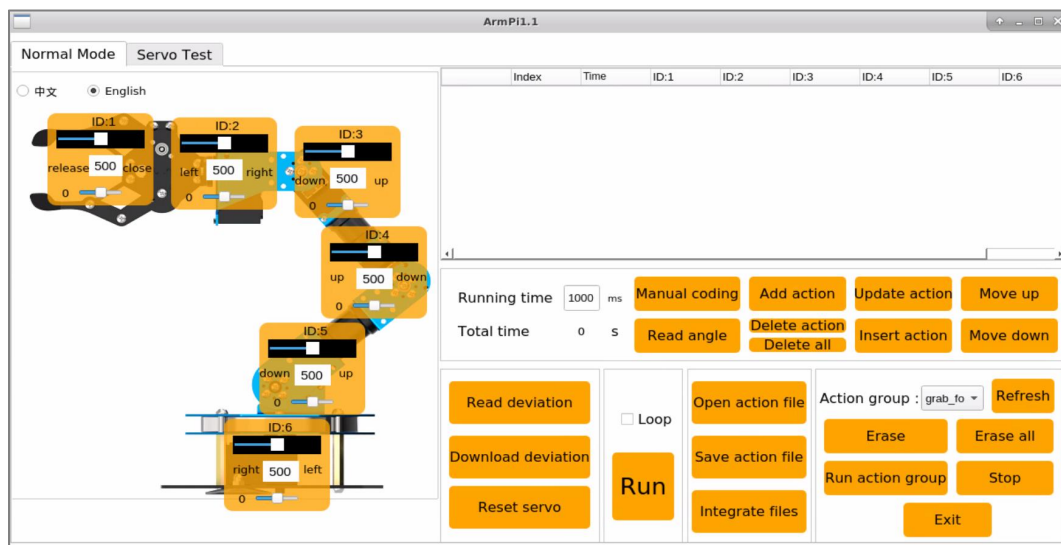 ArmPi1.1
Normal Mode Servo Test
中文 English
Index Time ID:1 ID:2 ID:3 ID:4 ID:5 ID:6
ID:1
release 500 close
0
ID:2
left 500 right
0
ID:3
down 500 up
0
ID:4
up 500 down
0
ID:5
down 500 up
0
ID:6
right 500 left
0
Running time 1000 ms
Total time 0 S
Manual coding Add action Update action Move up
Read angle Delete action Insert action Move down
Delete all
Read deviation
Download deviation
Reset servo
Loop
Run
Open action file
Save action file
Integrate files
Action group : grab_fo Refresh
Erase Erase all
Run action group Stop
Exit